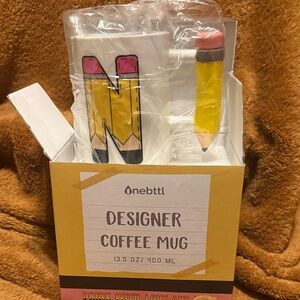 N
onebttl
DESIGNER
COFFEE MUG
13.5 OZ/ 400 ML